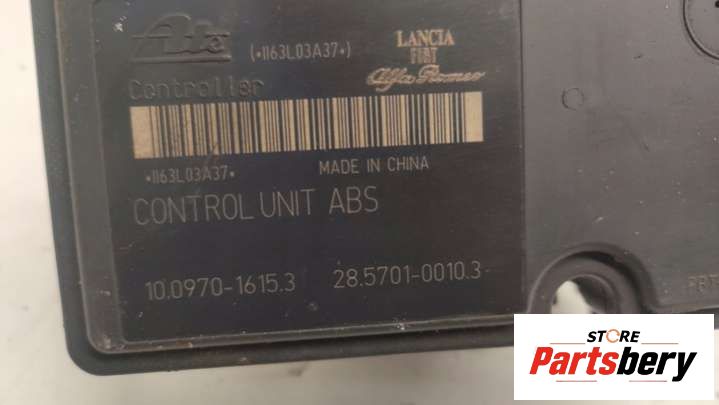 Ate (*1163L03A37*) LANCIA
FIAT
Controller Alfa Romeo
*1163L03A37* MADE IN CHINA
CONTROL UNIT ABS
10.0970-1615.3 28.5701-0010.3
STORE
Partsbery